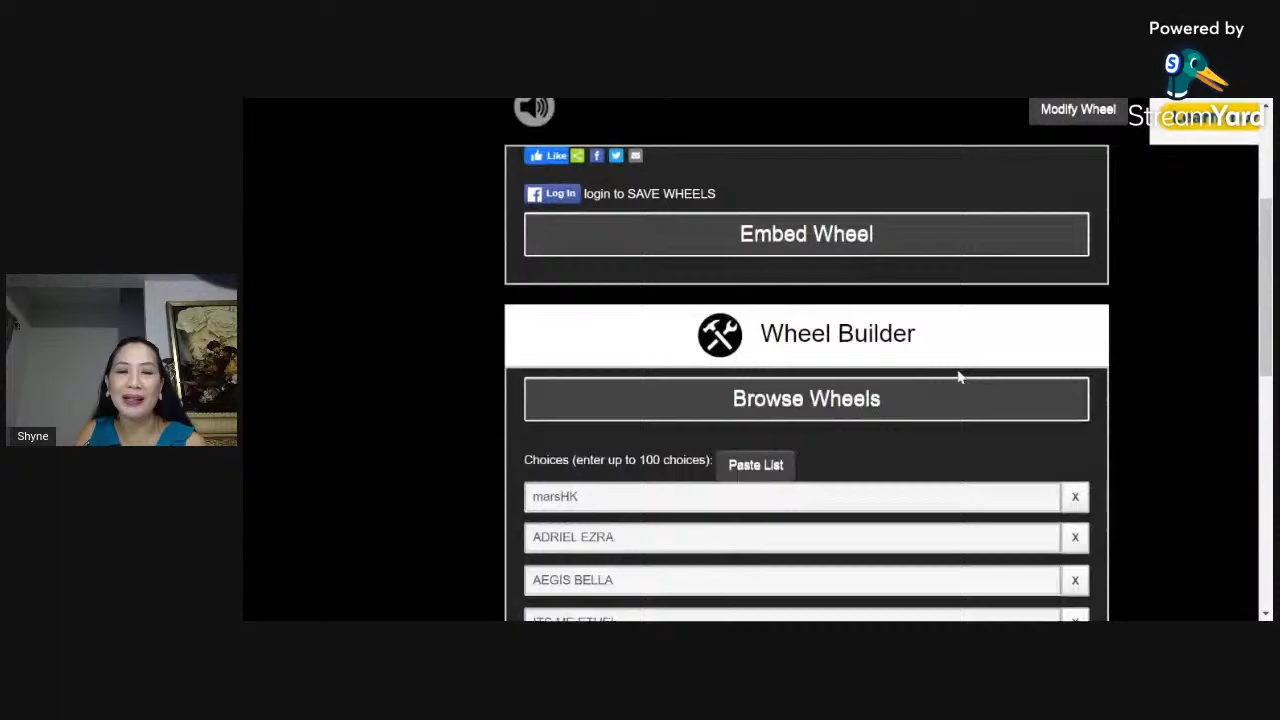 Powered by
StreamYard
Modify Wheel
Like
Log In login to SAVE WHEELS
Embed Wheel
Wheel Builder
Browse Wheels
Choices (enter up to 100 choices): Paste List
marsHK X
ADRIEL EZRA X
AEGIS BELLA X
Shyne